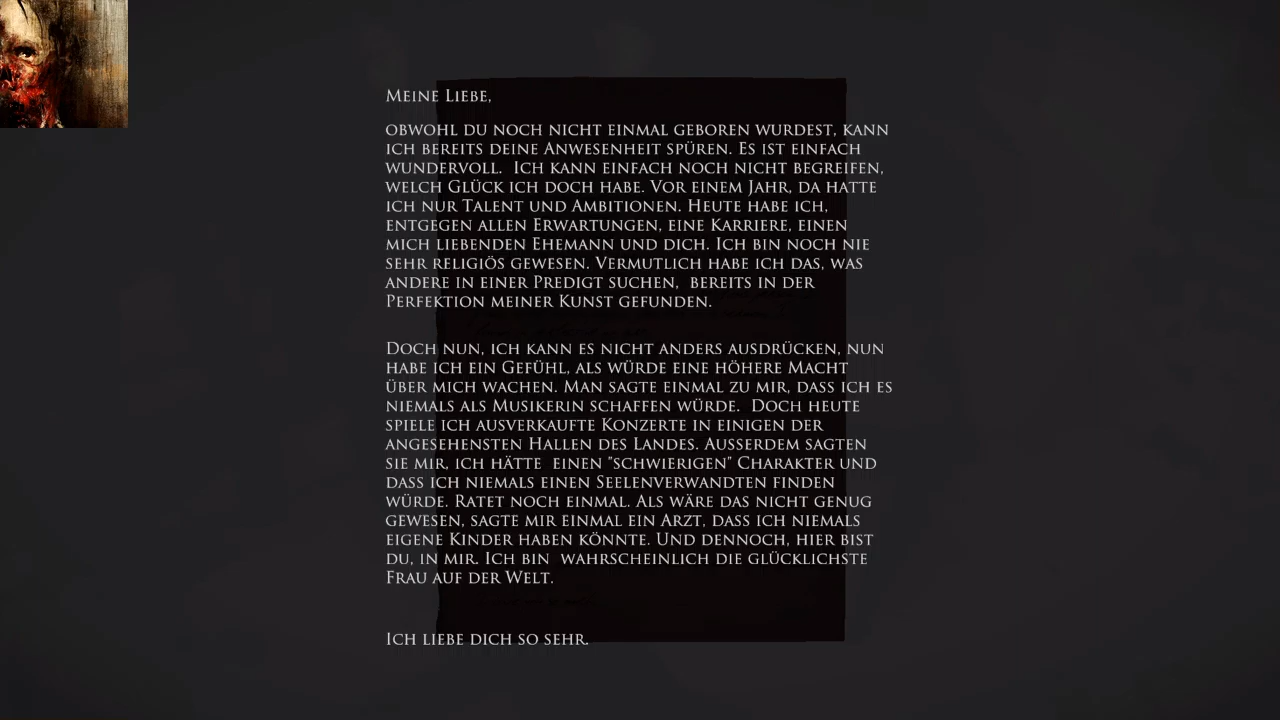 Meine Liebe,
obwohl du noch nicht einmal geboren wurdest, kann
ich bereits deine Anwesenheit spüren. Es ist einfach
wundervoll.  Ich kann einfach noch nicht begreifen,
welch Glück ich doch habe. Vor einem Jahr, da hatte
ich nur Talent und Ambitionen. Heute habe ich,
entgegen allen Erwartungen, eine Karriere, einen
mich liebenden Ehemann und dich. Ich bin noch nie
sehr religiös gewesen. Vermutlich habe ich das, was
andere in einer Predigt suchen,  bereits in der
Perfektion meiner Kunst gefunden.
Doch nun, ich kann es nicht anders ausdrücken, nun
habe ich ein Gefühl, als würde eine höhere Macht
über mich wachen. Man sagte einmal zu mir, dass ich es
niemals als Musikerin schaffen würde.  Doch heute
spiele ich ausverkaufte Konzerte in einigen der
angesehensten Hallen des Landes. Ausserdem sagten
sie mir, ich hätte  einen "schwierigen" Charakter und
dass ich niemals einen Seelenverwandten finden
würde. Ratet noch einmal. Als wäre das nicht genug
gewesen, sagte mir einmal ein Arzt, dass ich niemals
eigene Kinder haben könnte. Und dennoch, hier bist
du, in mir. Ich bin  wahrscheinlich die glücklichste
Frau auf der Welt.
Ich liebe dich so sehr.